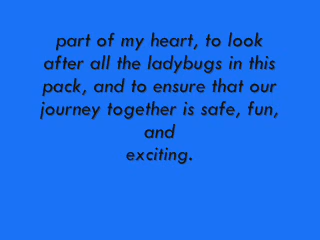 part of my heart, to look
after all the ladybugs in this
pack, and to ensure that our
journey together is safe, fun,
and
exciting.